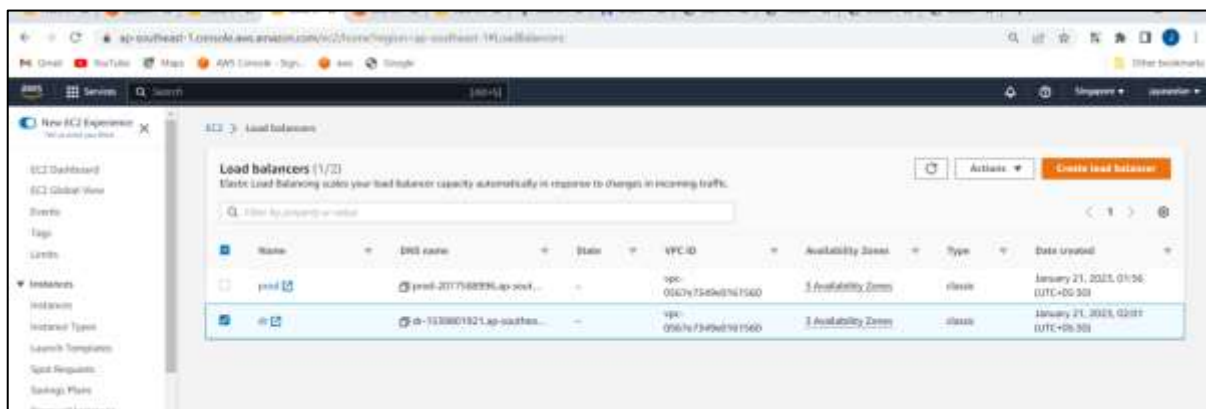 ap-southeast-1.console.aws.amazon.com/ec2/home?region=ap-southeast-1#LoadBalancers:
Gmail YouTube Maps AWS Console - Sign... aws Google Other bookmarks
aws Services Search [Alt+S] Singapore
New EC2 Experience
EC2 Dashboard
EC2 Global View
Events
Tags
Limits
Instances
Instances
Instance Types
Launch Templates
Spot Requests
Savings Plans
EC2 > Load balancers
Load balancers (1/2)
Actions Create load balancer
Elastic Load Balancing scales your load balancer capacity automatically in response to changes in incoming traffic.
Filter by property or value
1
Name DNS name State VPC ID Availability Zones Type Date created
prod - 3 Availability Zones classic January 21, 2023, 01:56 (UTC+05:30)
dr - 3 Availability Zones classic January 21, 2023, 02:01 (UTC+05:30)